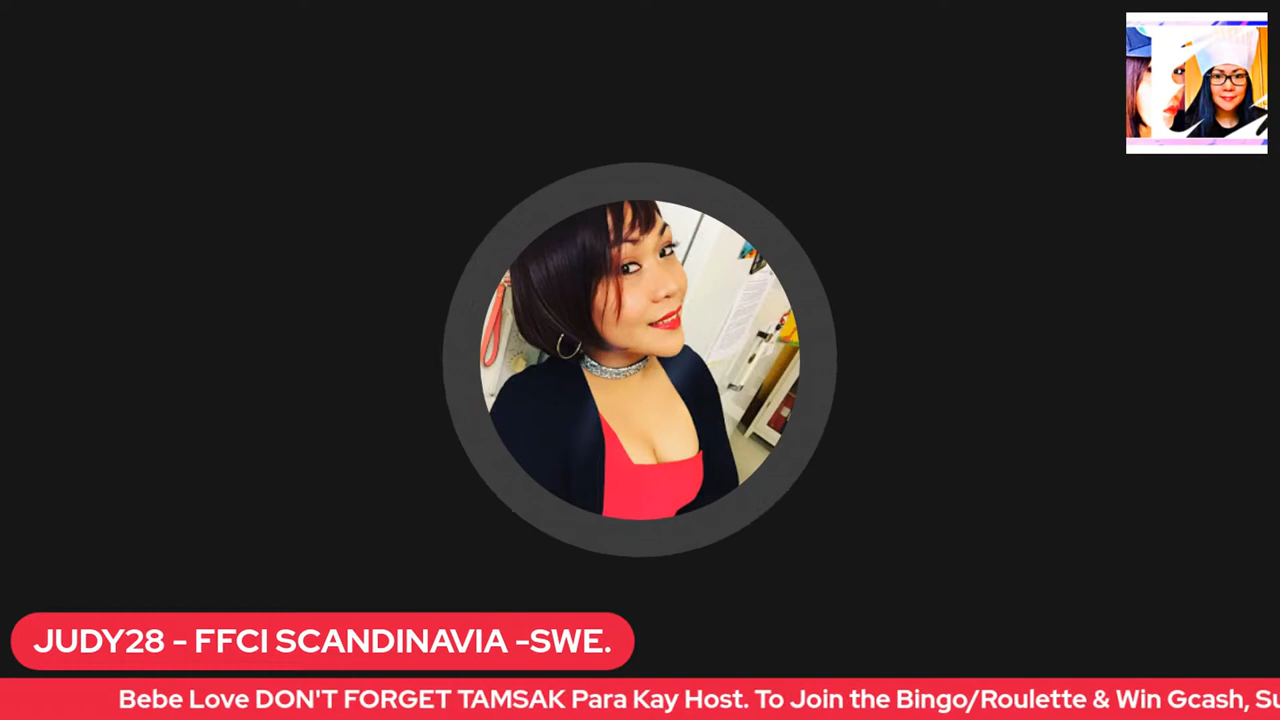 JUDY28 - FFCI SCANDINAVIA -SWE.
Bebe Love DON'T FORGET TAMSAK Para Kay Host. To Join the Bingo/Roulette & Win Gcash,